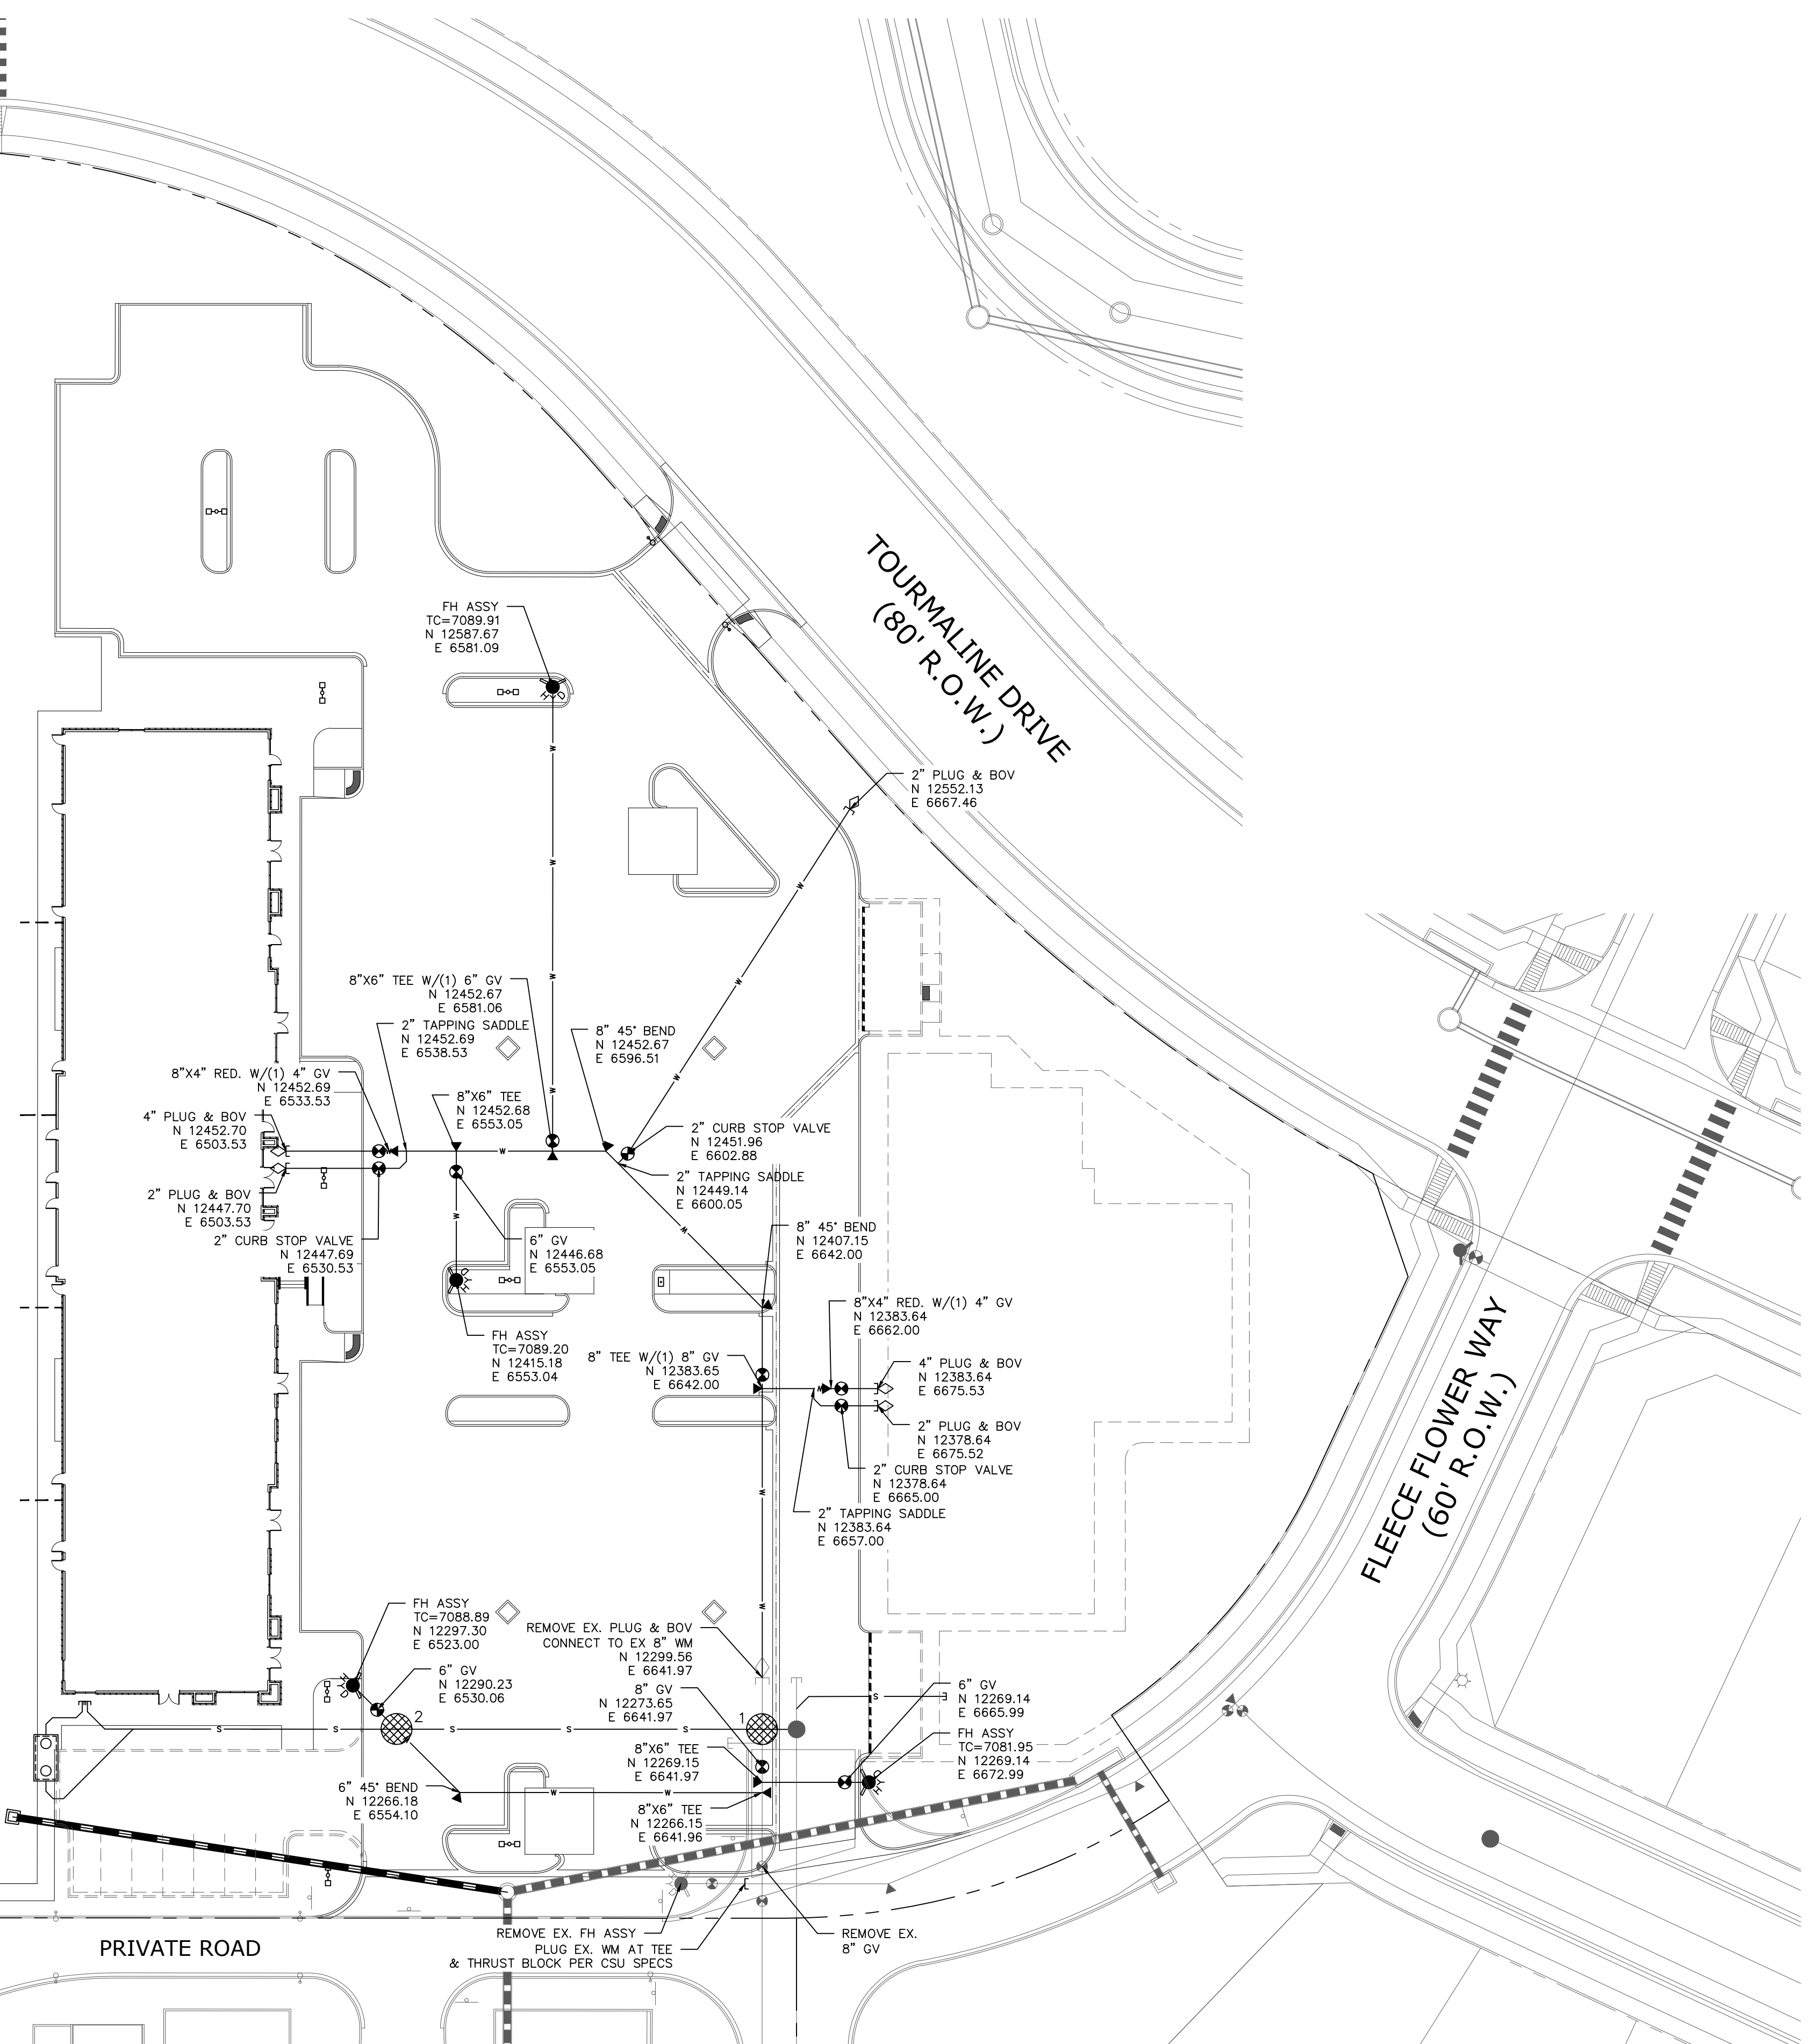 TOURMALINE DRIVE
(80' R.O.W.)
FH ASSY
TC=7089.91
N 12587.67
E 6581.09
HYD
2" PLUG & BOV
N 12552.13
E 6667.46
W
W
W
W
W
W
W
8"X6" TEE W/(1) 6" GV
N 12452.67
E 6581.06
2" TAPPING SADDLE
N 12452.69
E 6538.53
8" 45° BEND
N 12452.67
E 6596.51
8"X4" RED. W/(1) 4" GV
N 12452.69
E 6533.53
4" PLUG & BOV
N 12452.70
E 6503.53
8"X6" TEE
N 12452.68
E 6553.05
2" CURB STOP VALVE
N 12451.96
E 6602.88
W
2" TAPPING SADDLE
N 12449.14
E 6600.05
2" PLUG & BOV
N 12447.70
E 6503.53
W
W
2" CURB STOP VALVE
N 12447.69
E 6530.53
6" GV
N 12446.68
E 6553.05
8" 45° BEND
N 12407.15
E 6642.00
HYD
FH ASSY
TC=7089.20
N 12415.18
E 6553.04
8"X4" RED. W/(1) 4" GV
N 12383.64
E 6662.00
8" TEE W/(1) 8" GV
N 12383.65
E 6642.00
W
4" PLUG & BOV
N 12383.64
E 6675.53
2" PLUG & BOV
N 12378.64
E 6675.52
2" CURB STOP VALVE
N 12378.64
E 6665.00
2" TAPPING SADDLE
N 12383.64
E 6657.00
W
W
FLEECE FLOWER WAY
(60' R.O.W.)
FH ASSY
TC=7088.89
N 12297.30
E 6523.00
HYD
REMOVE EX. PLUG & BOV
CONNECT TO EX 8" WM
N 12299.56
E 6641.97
6" GV
N 12290.23
E 6530.06
8" GV
N 12273.65
E 6641.97
6" GV
N 12269.14
E 6665.99
S
S
2
S
S
S
1
S
FH ASSY
TC=7081.95
N 12269.14
E 6672.99
HYD
8"X6" TEE
N 12269.15
E 6641.97
6" 45° BEND
N 12266.18
E 6554.10
W
W
8"X6" TEE
N 12266.15
E 6641.96
REMOVE EX. FH ASSY
PLUG EX. WM AT TEE
& THRUST BLOCK PER CSU SPECS
REMOVE EX.
8" GV
PRIVATE ROAD